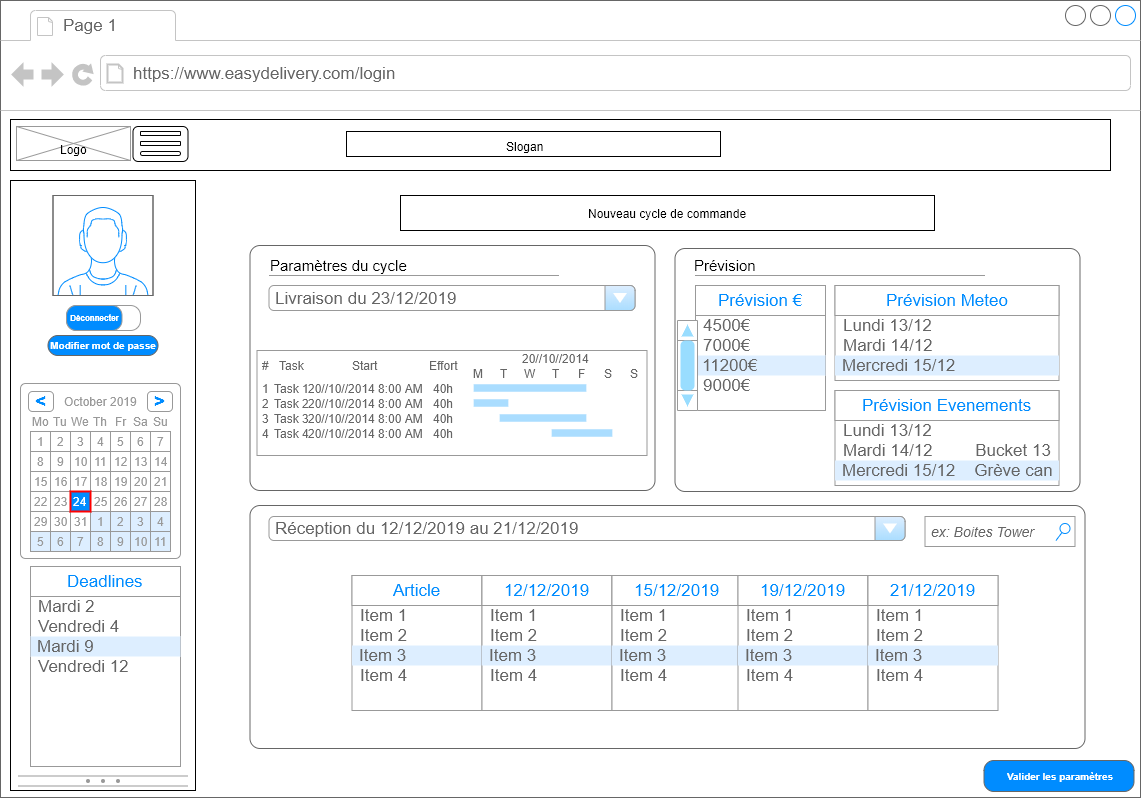 Page 1
https://www.easydelivery.com/login
Logo
Slogan
Déconnecter
Modifier mot de passe
< October 2019 >
Mo Tu We Th Fr Sa Su
1 2 3 4 5 6 7
8 9 10 11 12 13 14
15 16 17 18 19 20 21
22 23 24 25 26 27 28
29 30 31 1 2 3 4
5 6 7 8 9 10 11
Deadlines
Mardi 2
Vendredi 4
Mardi 9
Vendredi 12
Nouveau cycle de commande
Paramètres du cycle
Livraison du 23/12/2019
20//10//2014
# Task Start Effort M T W T F S S
1 Task 120//10//2014 8:00 AM 40h
2 Task 220//10//2014 8:00 AM 40h
3 Task 320//10//2014 8:00 AM 40h
4 Task 420//10//2014 8:00 AM 40h
Prévision
Prévision €
4500€
7000€
11200€
9000€
Prévision Meteo
Lundi 13/12
Mardi 14/12
Mercredi 15/12
Prévision Evenements
Lundi 13/12
Mardi 14/12 Bucket 13
Mercredi 15/12 Grève can
Réception du 12/12/2019 au 21/12/2019
ex: Boites Tower
Article 12/12/2019 15/12/2019 19/12/2019 21/12/2019
Item 1 Item 1 Item 1 Item 1 Item 1
Item 2 Item 2 Item 2 Item 2 Item 2
Item 3 Item 3 Item 3 Item 3 Item 3
Item 4 Item 4 Item 4 Item 4 Item 4
Valider les paramètres